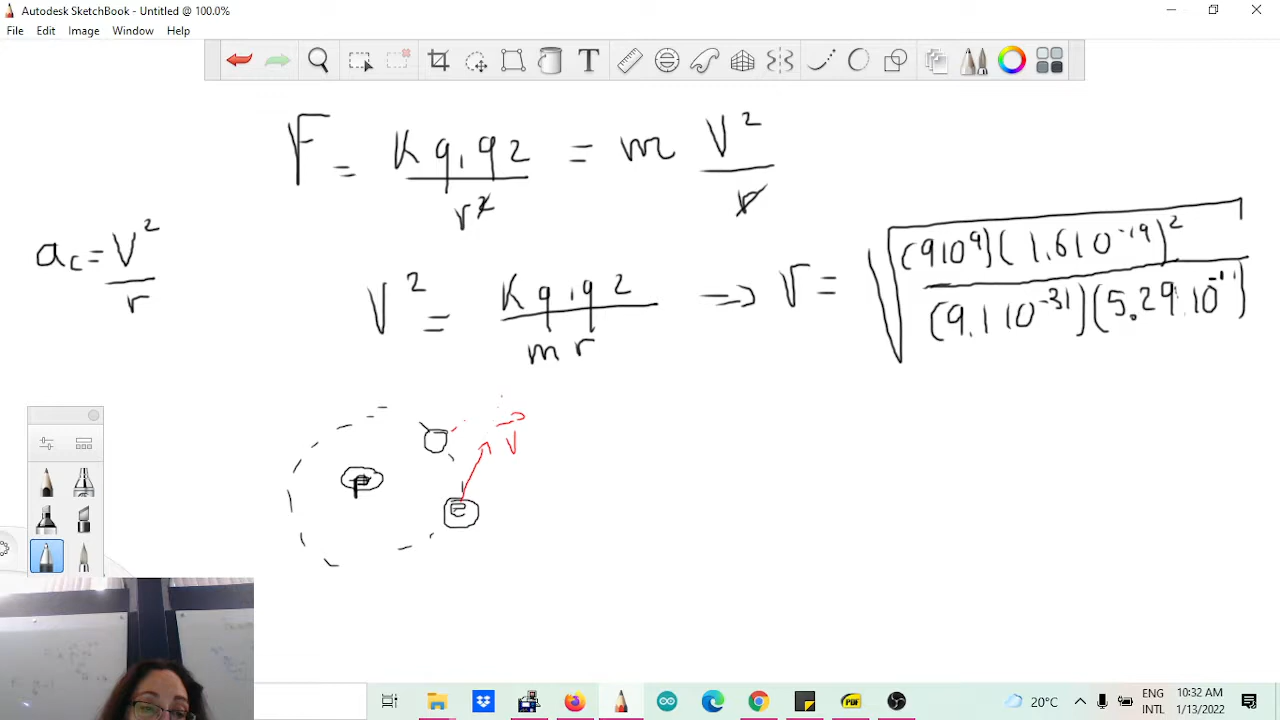 Autodesk SketchBook - Untitled @ 100.0%
File Edit Image Window Help
T
F = Kq1q2 / r² = m V² / r
ac = V² / r
V² = Kq1q2 / mr => V = √((9 10⁹)(1.6 10⁻¹⁹)² / (9.1 10⁻³¹)(5.29 10⁻¹¹))
V
P
e
PDF
20°C
ENG
INTL
10:32 AM
1/13/2022